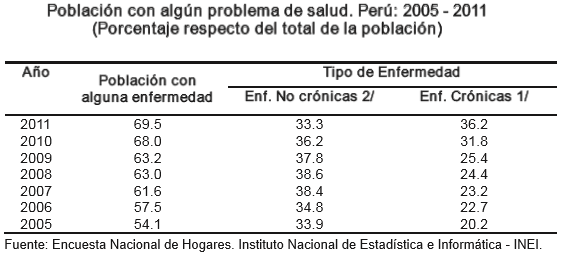 Población con algún problema de salud. Perú: 2005 - 2011
(Porcentaje respecto del total de la población)
Año Población con alguna enfermedad Tipo de Enfermedad
Enf. No crónicas 2/ Enf. Crónicas 1/
2011 69.5 33.3 36.2
2010 68.0 36.2 31.8
2009 63.2 37.8 25.4
2008 63.0 38.6 24.4
2007 61.6 38.4 23.2
2006 57.5 34.8 22.7
2005 54.1 33.9 20.2
Fuente: Encuesta Nacional de Hogares. Instituto Nacional de Estadística e Informática - INEI.